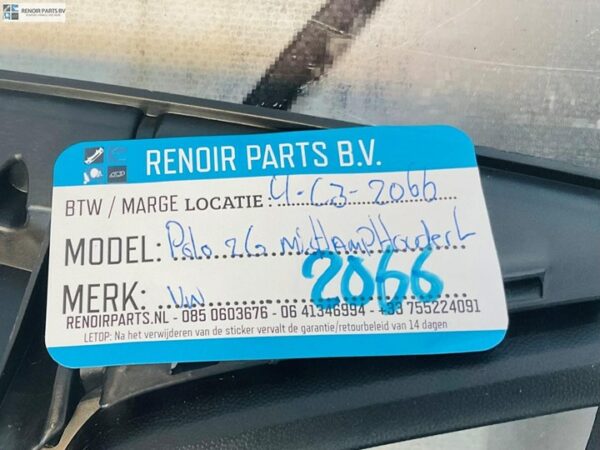 RENOIR PARTS BV
RENOIR PARTS B.V.
BTW / MARGE LOCATIE : U-C3-2066
MODEL: Polo 2G
MERK: VW 2066
RENOIRPARTS.NL - 085 0603676 - 06 41346994 - +33 755224091
LETOP: Na het verwijderen van de sticker vervalt de garantie/retourbeleid van 14 dagen